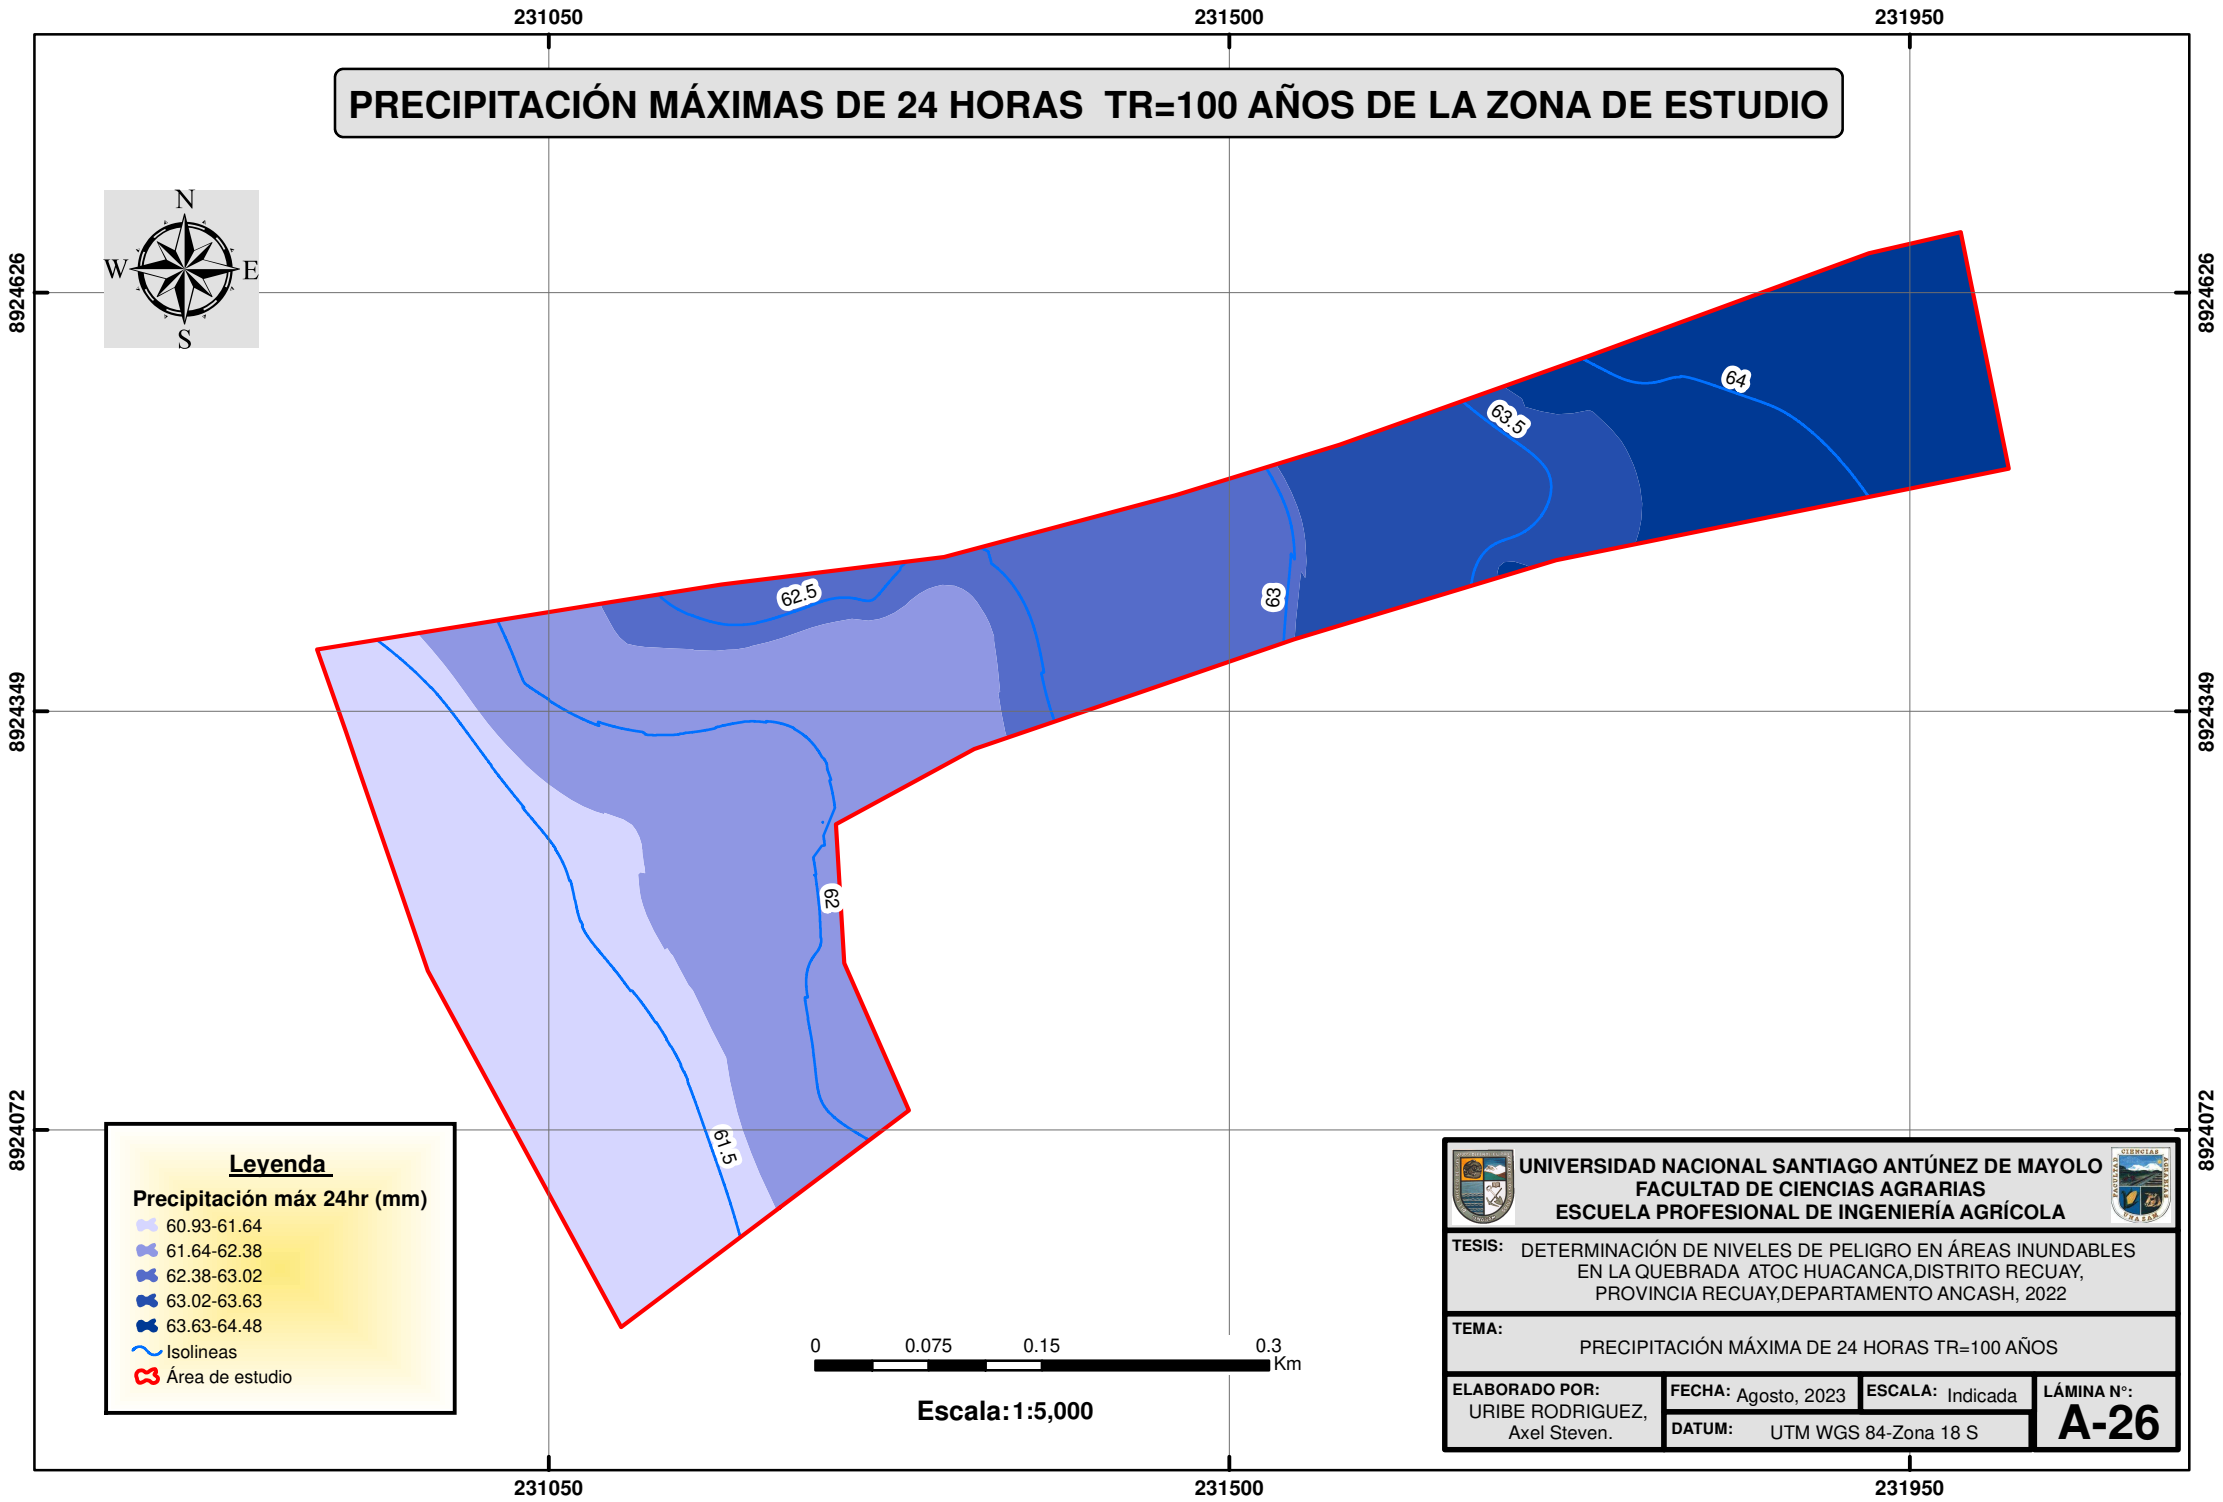 231050
231500
231950
PRECIPITACIÓN MÁXIMAS DE 24 HORAS  TR=100 AÑOS DE LA ZONA DE ESTUDIO
N
W
E
S
8924626
8924626
64
63.5
62.5
63
8924349
8924349
62
8924072
8924072
61.5
Leyenda
Precipitación máx 24hr (mm)
60.93-61.64
61.64-62.38
62.38-63.02
63.02-63.63
63.63-64.48
Isolineas
Área de estudio
0
0.075
0.15
0.3
Km
Escala:1:5,000
UNIVERSIDAD NACIONAL SANTIAGO ANTÚNEZ DE MAYOLO
FACULTAD DE CIENCIAS AGRARIAS
ESCUELA PROFESIONAL DE INGENIERÍA AGRÍCOLA
CIENCIAS
FACULTAD
AGRARIAS
UNASAM
TESIS: DETERMINACIÓN DE NIVELES DE PELIGRO EN ÁREAS INUNDABLES
EN LA QUEBRADA  ATOC HUACANCA,DISTRITO RECUAY,
PROVINCIA RECUAY,DEPARTAMENTO ANCASH, 2022
TEMA:
PRECIPITACIÓN MÁXIMA DE 24 HORAS TR=100 AÑOS
ELABORADO POR:
URIBE RODRIGUEZ,
Axel Steven.
FECHA: Agosto, 2023
ESCALA: Indicada
DATUM: UTM WGS 84-Zona 18 S
LÁMINA N°:
A-26
231050
231500
231950